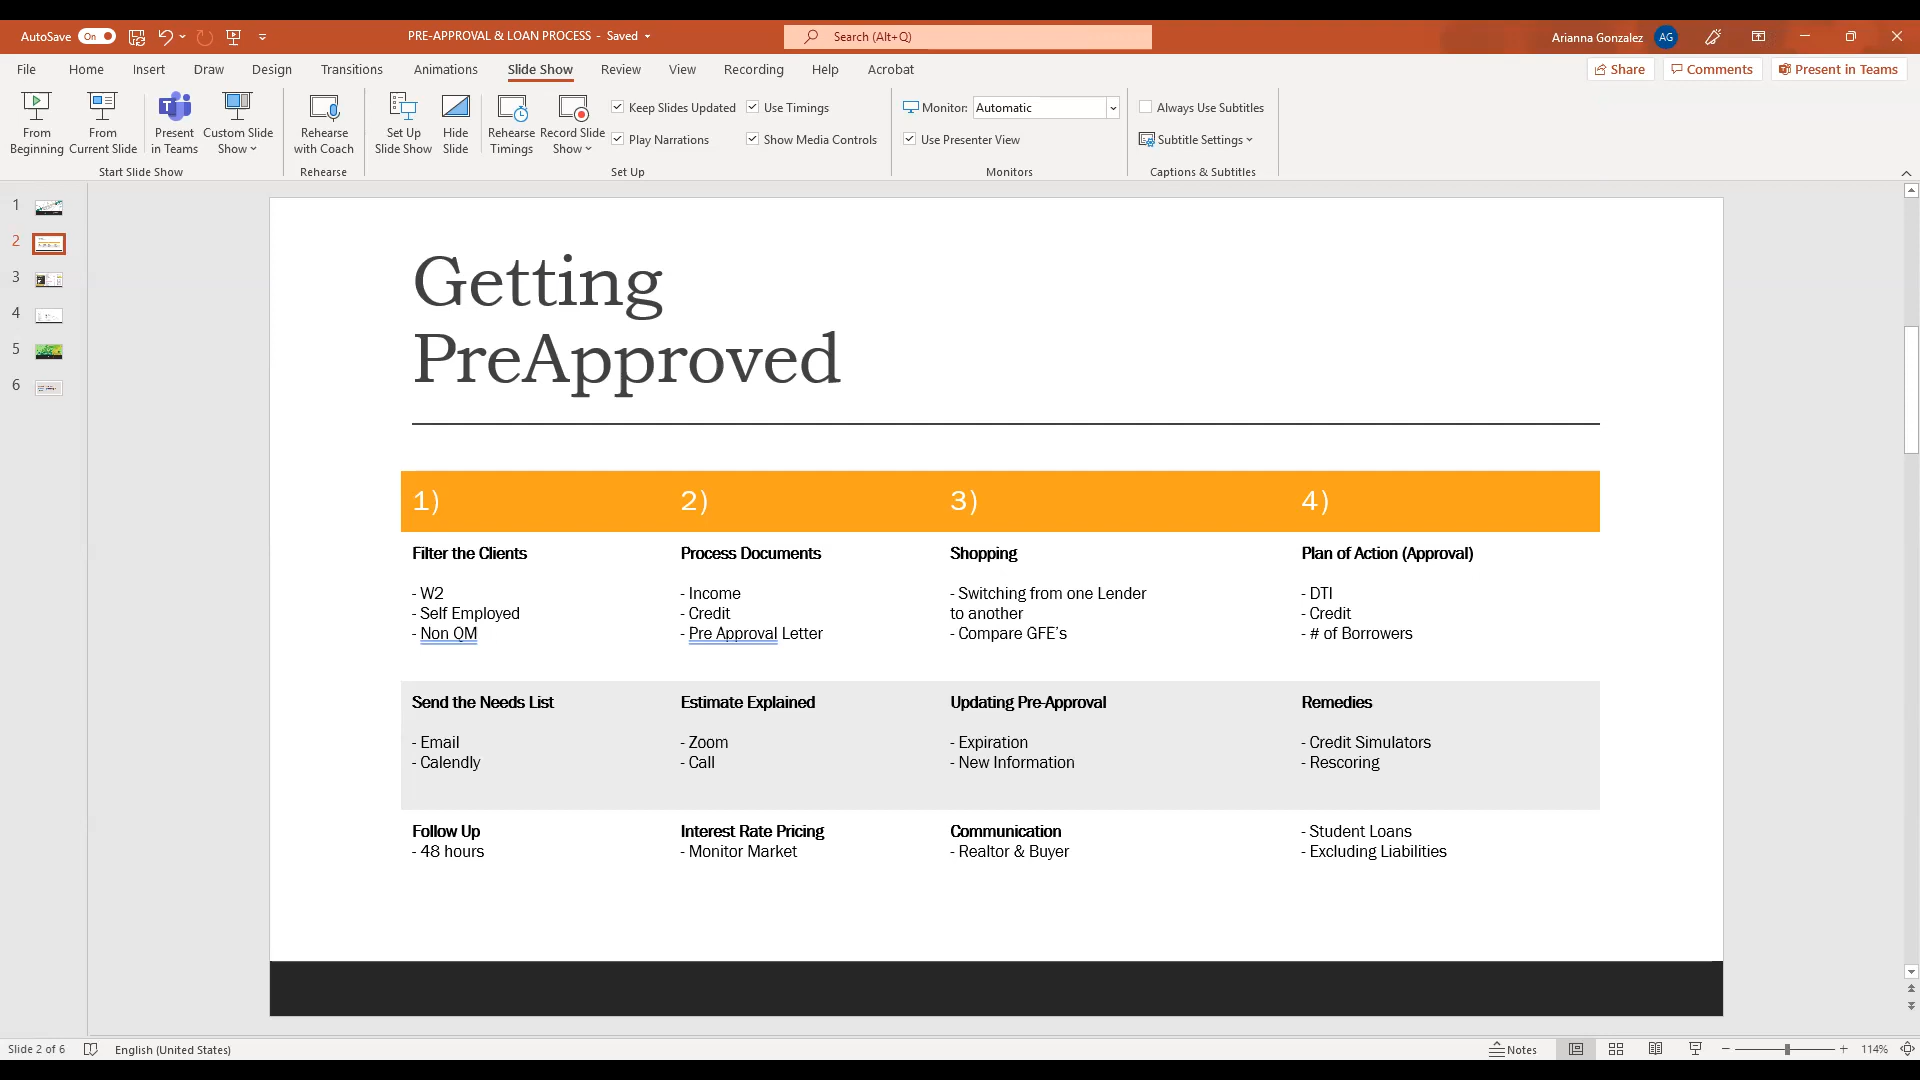 AutoSave On PRE-APPROVAL & LOAN PROCESS - Saved Search (Alt+Q) Arianna Gonzalez AG
File Home Insert Draw Design Transitions Animations Slide Show Review View Recording Help Acrobat Share Comments Present in Teams
From Beginning
From Current Slide
Present in Teams
Custom Slide Show
Rehearse with Coach
Set Up Slide Show
Hide Slide
Rehearse Timings
Record Slide Show
Keep Slides Updated
Use Timings
Play Narrations
Show Media Controls
Monitor: Automatic
Use Presenter View
Always Use Subtitles
Subtitle Settings
Start Slide Show Rehearse Set Up Monitors Captions & Subtitles
1
2
3
4
5
6
Getting
PreApproved
1) 2) 3) 4)
Filter the Clients
- W2
- Self Employed
- Non QM
Process Documents
- Income
- Credit
- Pre Approval Letter
Shopping
- Switching from one Lender
to another
- Compare GFE's
Plan of Action (Approval)
- DTI
- Credit
- # of Borrowers
Send the Needs List
- Email
- Calendly
Estimate Explained
- Zoom
- Call
Updating Pre-Approval
- Expiration
- New Information
Remedies
- Credit Simulators
- Rescoring
Follow Up
- 48 hours
Interest Rate Pricing
- Monitor Market
Communication
- Realtor & Buyer
- Student Loans
- Excluding Liabilities
Slide 2 of 6 English (United States) Notes 114%